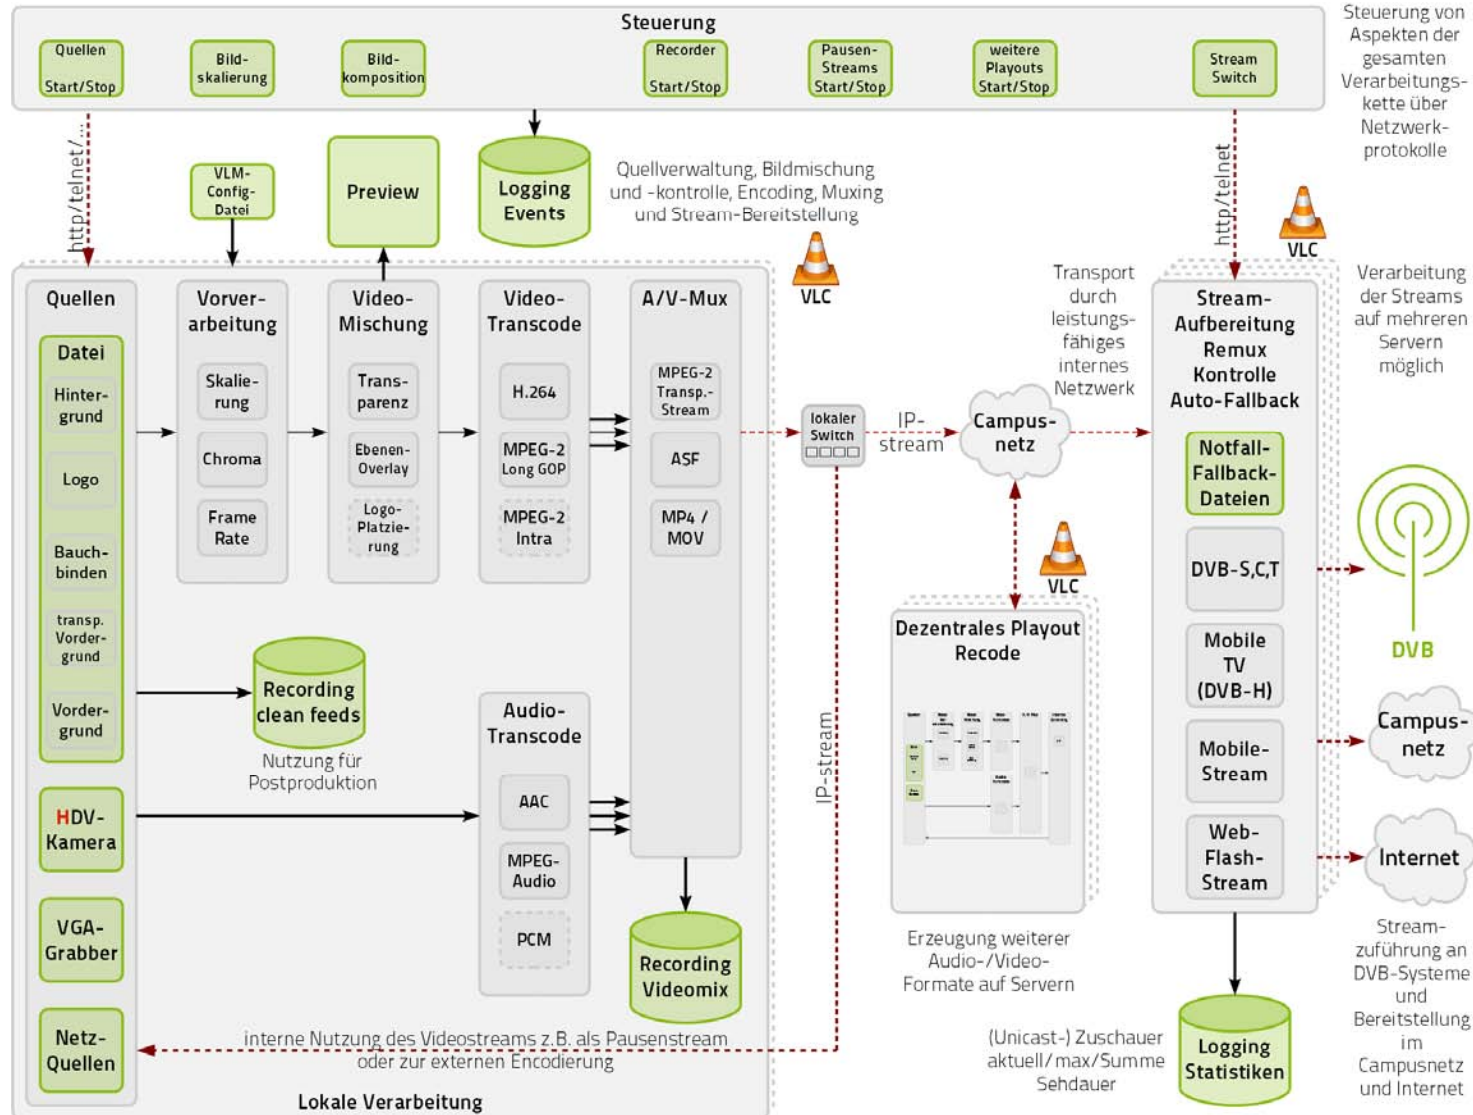 Steuerung
Quellen
Start/Stop
Bild-
skalierung
Bild-
komposition
Recorder
Start/Stop
Pausen-
Streams
Start/Stop
weitere
Playouts
Start/Stop
Stream
Switch
Steuerung von
Aspekten der
gesamten
Verarbeitungs-
kette über
Netzwerk-
protokolle
http/telnet/...
VLM-
Config-
Datei
Preview
Logging
Events
Quellverwaltung, Bildmischung
und -kontrolle, Encoding, Muxing
und Stream-Bereitstellung
VLC
http/telnet
VLC
Quellen
Datei
Hinter-
grund
Logo
Bauch-
binden
transp.
Vorder-
grund
Vorder-
grund
HDV-
Kamera
VGA-
Grabber
Netz-
Quellen
Vorver-
arbeitung
Skalie-
rung
Chroma
Frame
Rate
Video-
Mischung
Trans-
parenz
Ebenen-
Overlay
Logo-
Platzie-
rung
Video-
Transcode
H.264
MPEG-2
Long GOP
MPEG-2
Intra
A/V-Mux
MPEG-2
Transp.-
Stream
ASF
MP4 /
MOV
Recording
clean feeds
Nutzung für
Postproduktion
Audio-
Transcode
AAC
MPEG-
Audio
PCM
Recording
Videomix
interne Nutzung des Videostreams z.B. als Pausenstream
oder zur externen Encodierung
Lokale Verarbeitung
lokaler
Switch
IP-
stream
IP-stream
Campus-
netz
Transport
durch
leistungs-
fähiges
internes
Netzwerk
VLC
Dezentrales Playout
Recode
Erzeugung weiterer
Audio-/Video-
Formate auf Servern
Stream-
Aufbereitung
Remux
Kontrolle
Auto-Fallback
Notfall-
Fallback-
Dateien
DVB-S,C,T
Mobile
TV
(DVB-H)
Mobile-
Stream
Web-
Flash-
Stream
Verarbeitung
der Streams
auf mehreren
Servern
möglich
DVB
Campus-
netz
Internet
Stream-
zuführung an
DVB-Systeme
und
Bereitstellung
im
Campusnetz
und Internet
(Unicast-) Zuschauer
aktuell/max/Summe
Sehdauer
Logging
Statistiken